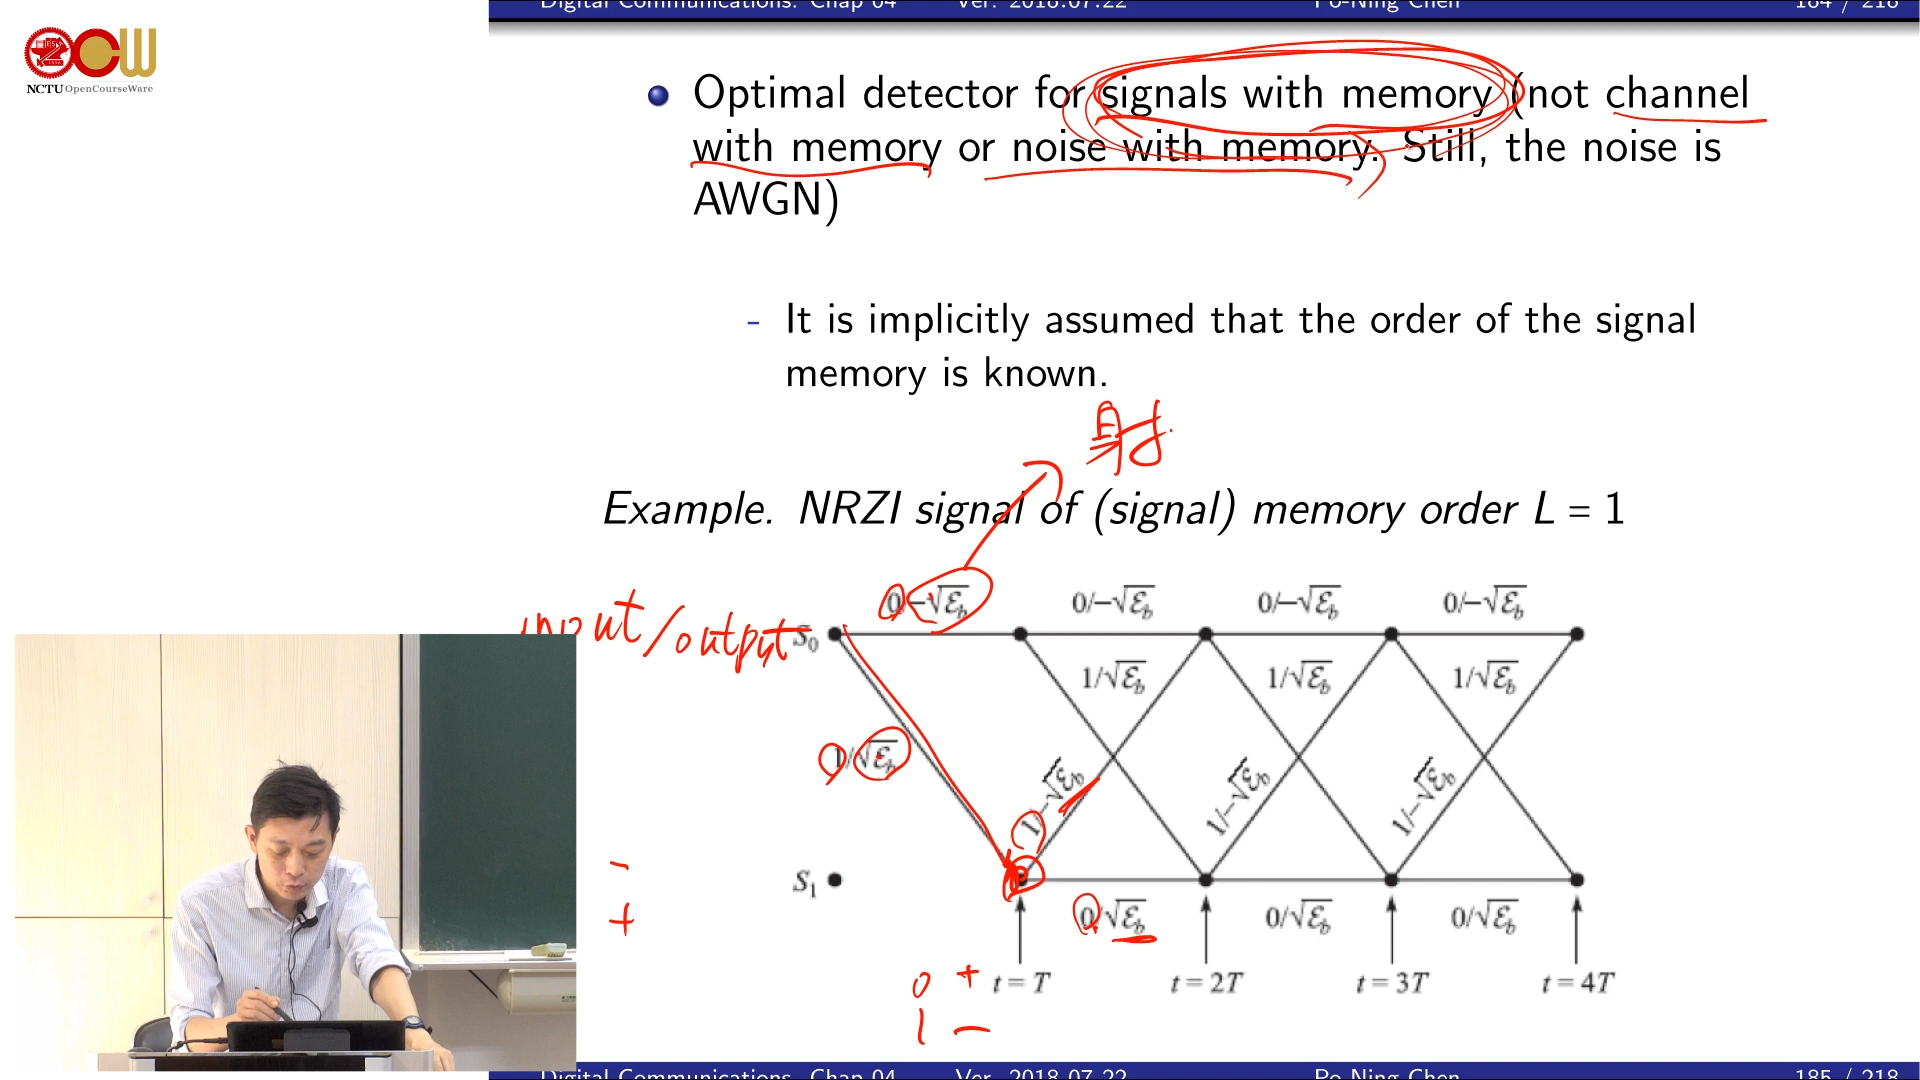 Digital Communications: Chap 04 Ver. 2018.07.22 Po-Ning Chen 184 / 218
NCTU OpenCourseWare
Optimal detector for signals with memory (not channel
with memory or noise with memory. Still, the noise is
AWGN)
- It is implicitly assumed that the order of the signal
memory is known.
射
Example. NRZI signal of (signal) memory order L = 1
input/output
0/−√ℰb 0/−√ℰb 0/−√ℰb 0/−√ℰb
S0
1/√ℰb 1/√ℰb 1/√ℰb
1/√ℰb
1/−√ℰb 1/−√ℰb 1/−√ℰb
S1
-
+
0/√ℰb 0/√ℰb 0/√ℰb
0 +
1 −
t = T t = 2T t = 3T t = 4T
Digital Communications. Chap 04 Ver. 2018.07.22 Po-Ning Chen 185 / 218